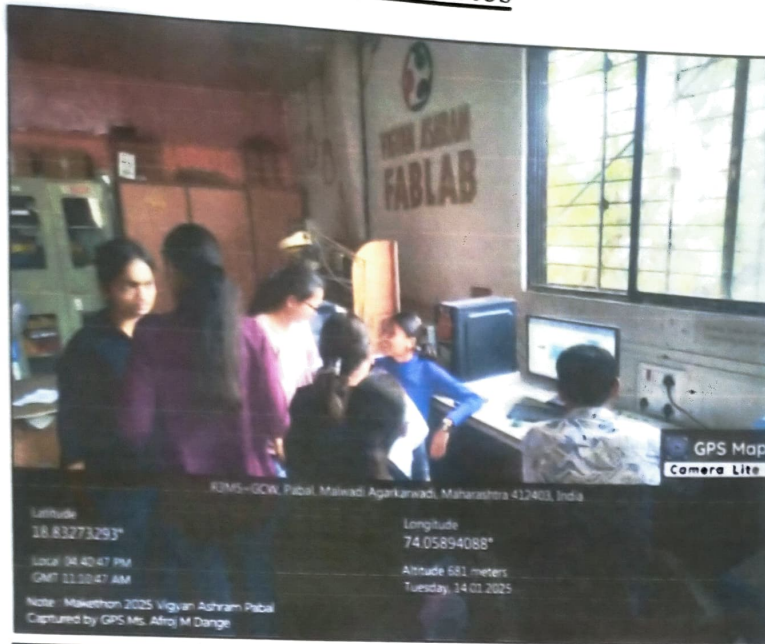 VIGYAN ASHRAM
FABLAB
GPS Map
Camera Lite
Pabal, Malwadi Agarkarwadi, Maharashtra 412403, India
Latitude
18.83273293°
Longitude
74.05894088°
Local 04:40:47 PM
GMT 11:10:47 AM
Altitude 681 meters
Tuesday, 14.01.2025
Note : Makethon 2025 Vigyan Ashram Pabal
Captured by GPS Ms. Afroj M Dange